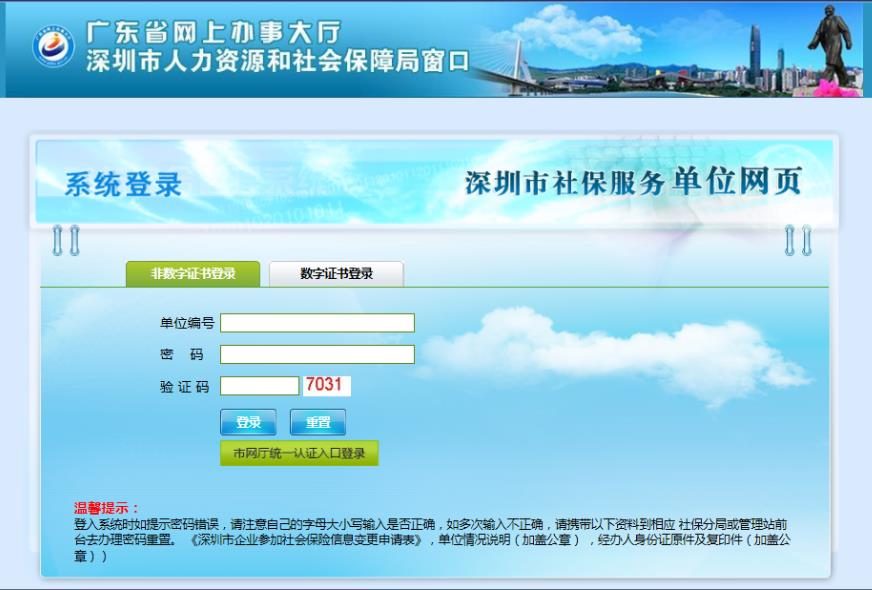 广东省网上办事大厅
深圳市人力资源和社会保障局窗口
系统登录
深圳市社保服务单位网页
非数字证书登录 数字证书登录
单位编号
密 码
验 证 码 7031
登录 重置
市网厅统一认证入口登录
温馨提示：
登入系统时如提示密码错误，请注意自己的字母大小写输入是否正确，如多次输入不正确，请携带以下资料到相应 社保分局或管理站前
台去办理密码重置。《深圳市企业参加社会保险信息变更申请表》，单位情况说明（加盖公章） ，经办人身份证原件及复印件（加盖公
章））